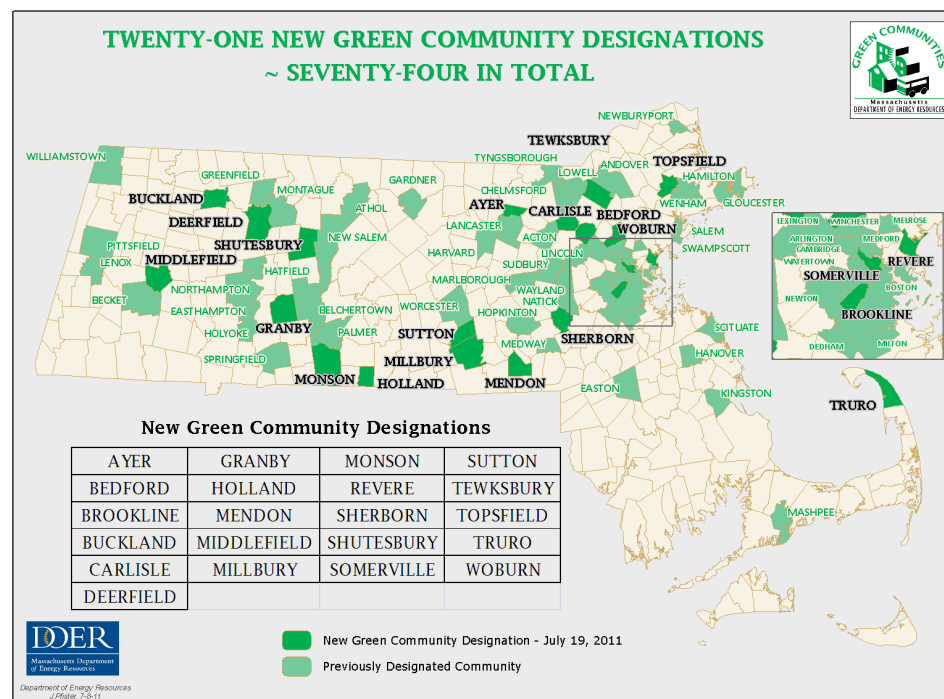 TWENTY-ONE NEW GREEN COMMUNITY DESIGNATIONS
~ SEVENTY-FOUR IN TOTAL
GREEN COMMUNITIES
Massachusetts
DEPARTMENT OF ENERGY RESOURCES
NEWBURYPORT
TEWKSBURY
WILLIAMSTOWN
TYNGSBOROUGH
ANDOVER
TOPSFIELD
GREENFIELD
LOWELL
HAMILTON
MONTAGUE
GARDNER
CHELMSFORD
BUCKLAND
AYER
WENHAM
GLOUCESTER
ATHOL
CARLISLE
BEDFORD
DEERFIELD
LANCASTER
WOBURN
SALEM
NEW SALEM
ACTON
SHUTESBURY
SWAMPSCOTT
PITTSFIELD
HARVARD
LINCOLN
MIDDLEFIELD
LENOX
SUDBURY
HATFIELD
MARLBOROUGH
NORTHAMPTON
WAYLAND
BECKET
NATICK
EASTHAMPTON
BELCHERTOWN
WORCESTER
HOPKINTON
GRANBY
HOLYOKE
PALMER
SUTTON
SHERBORN
SCITUATE
MEDWAY
SPRINGFIELD
MILLBURY
HANOVER
MONSON
HOLLAND
MENDON
EASTON
KINGSTON
LEXINGTON
WINCHESTER
MELROSE
ARLINGTON
MEDFORD
CAMBRIDGE
WATERTOWN
REVERE
SOMERVILLE
BOSTON
NEWTON
BROOKLINE
DEDHAM
MILTON
TRURO
MASHPEE
New Green Community Designations
AYER GRANBY MONSON SUTTON
BEDFORD HOLLAND REVERE TEWKSBURY
BROOKLINE MENDON SHERBORN TOPSFIELD
BUCKLAND MIDDLEFIELD SHUTESBURY TRURO
CARLISLE MILLBURY SOMERVILLE WOBURN
DEERFIELD
New Green Community Designation - July 19, 2011
Previously Designated Community
DOER
Massachusetts Department
of Energy Resources
Department of Energy Resources
J.Pfister, 7-8-11